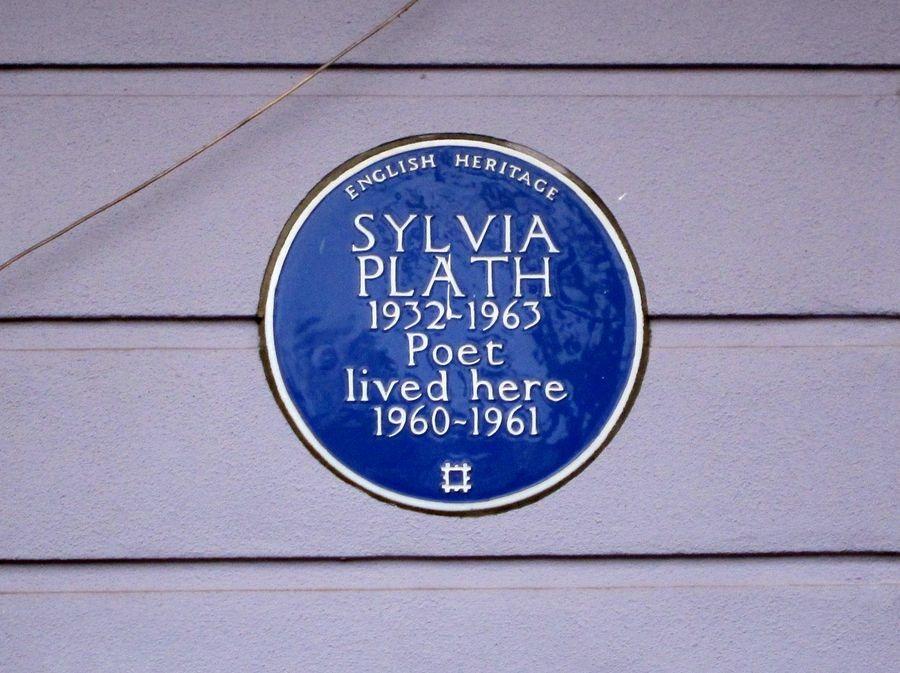 ENGLISH HERITAGE
SYLVIA
PLATH
1932-1963
Poet
lived here
1960-1961